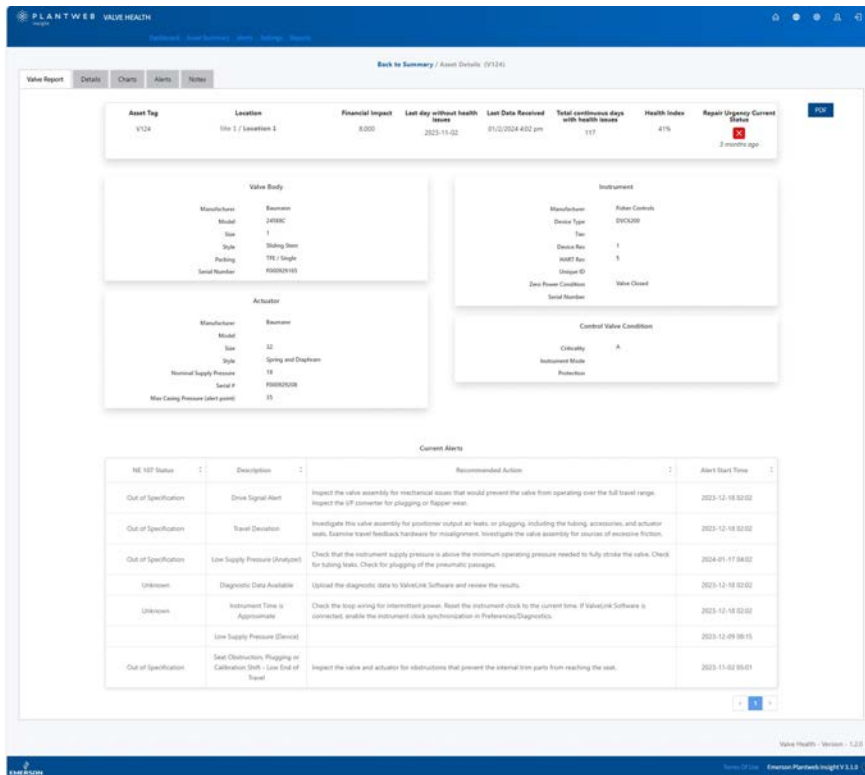 PLANTWEB VALVE HEALTH
insight
Dashboard Asset Summary Alerts Settings Reports
Back to Summary / Asset Details (V124)
Valve Report Details Charts Alerts Notes
PDF
Asset Tag Location Financial Impact Last day without health issues Last Data Received Total continuous days with health issues Health Index Repair Urgency Current Status
V124 Site 1 / Location 1 8,000 2023-11-02 01/2/2024 4:02 pm 117 41%
3 months ago
Valve Body
Manufacturer Baumann
Model 24588C
Size 1
Style Sliding Stem
Packing TFE / Single
Serial Number
Instrument
Manufacturer Fisher Controls
Device Type DVC6200
Tier
Device Rev 1
HART Rev 5
Unique ID
Zero Power Condition Valve Closed
Serial Number
Actuator
Manufacturer Baumann
Model
Size 32
Style Spring and Diaphram
Nominal Supply Pressure 18
Serial #
Max Casing Pressure (alert point) 35
Control Valve Condition
Criticality A
Instrument Mode
Protection
Current Alerts
NE 107 Status Description Recommended Action Alert Start Time
Out of Specification Drive Signal Alert Inspect the valve assembly for mechanical issues that would prevent the valve from operating over the full travel range.
Inspect the I/P converter for plugging or flapper wear. 2023-12-18 02:02
Out of Specification Travel Deviation Investigate this valve assembly for positioner output air leaks, or plugging, including the tubing, accessories, and actuator
seals. Examine travel feedback hardware for misalignment. Investigate the valve assembly for sources of excessive friction. 2023-12-18 02:02
Out of Specification Low Supply Pressure (Analyzer) Check that the instrument supply pressure is above the minimum operating pressure needed to fully stroke the valve. Check
for tubing leaks. Check for plugging of the pneumatic passages. 2024-01-17 04:02
Unknown Diagnostic Data Available Upload the diagnostic data to ValveLink Software and review the results. 2023-12-18 02:02
Unknown Instrument Time is Approximate Check the loop wiring for intermittent power. Reset the instrument clock to the current time. If ValveLink Software is
connected, enable the instrument clock synchronization in Preferences/Diagnostics. 2023-12-18 02:02
Low Supply Pressure (Device) 2023-12-09 08:15
Out of Specification Seat Obstruction, Plugging or Calibration Shift - Low End of Travel Inspect the valve and actuator for obstructions that prevent the internal trim parts from reaching the seat. 2023-11-02 05:01
1
Valve Health - Version - 1.2.0
EMERSON Terms Of Use Emerson Plantweb Insight V 3.1.0